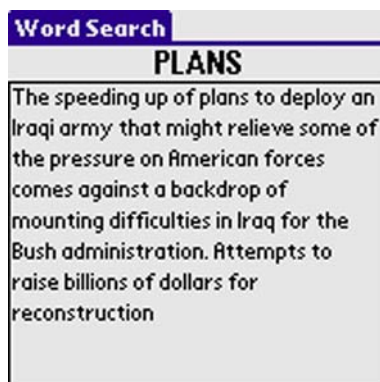 Word Search
PLANS
The speeding up of plans to deploy an
Iraqi army that might relieve some of
the pressure on American forces
comes against a backdrop of
mounting difficulties in Iraq for the
Bush administration. Attempts to
raise billions of dollars for
reconstruction